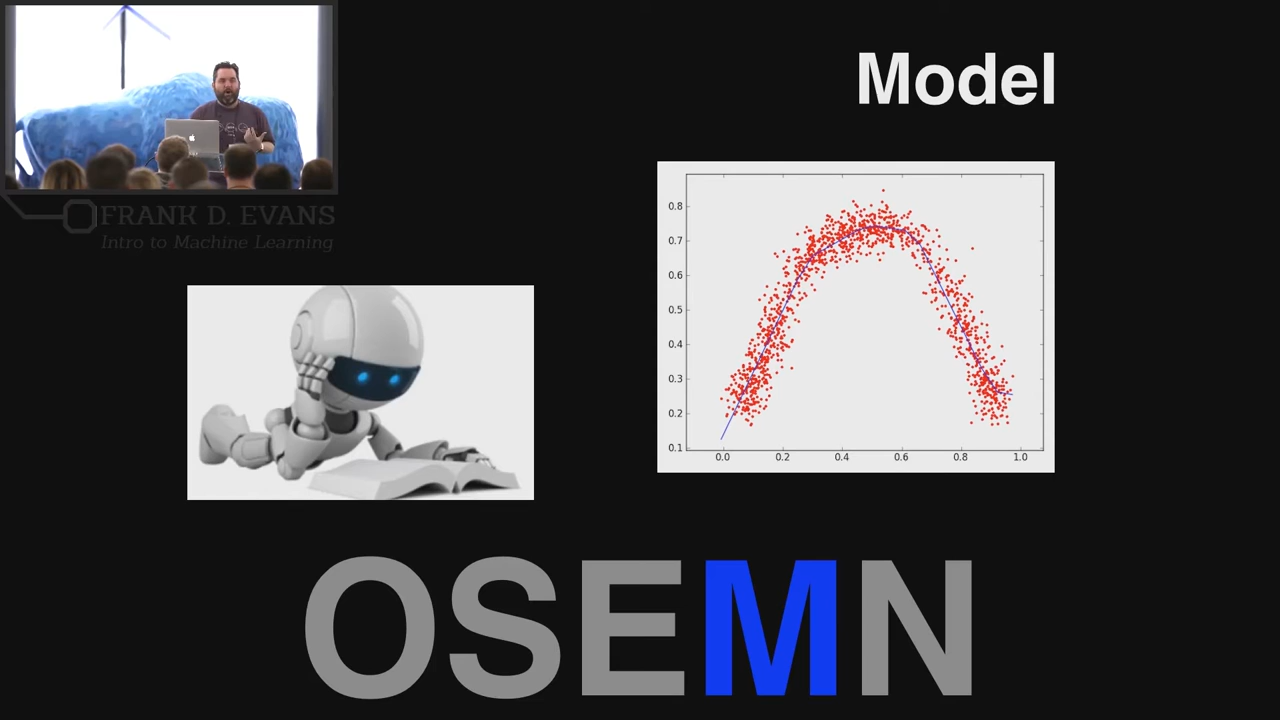 Model
FRANK D. EVANS
Intro to Machine Learning
0.8
0.7
0.6
0.5
0.4
0.3
0.2
0.1
0.0 0.2 0.4 0.6 0.8 1.0
OSEMN